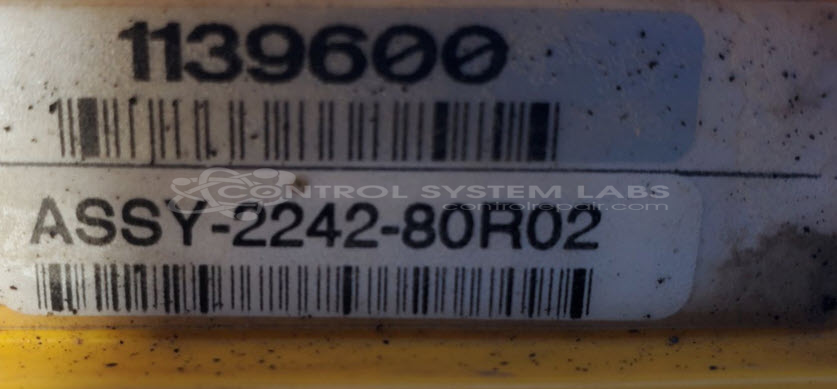 1139600
CONTROL SYSTEM LABS
controlrepair.com
ASSY-2242-80R02